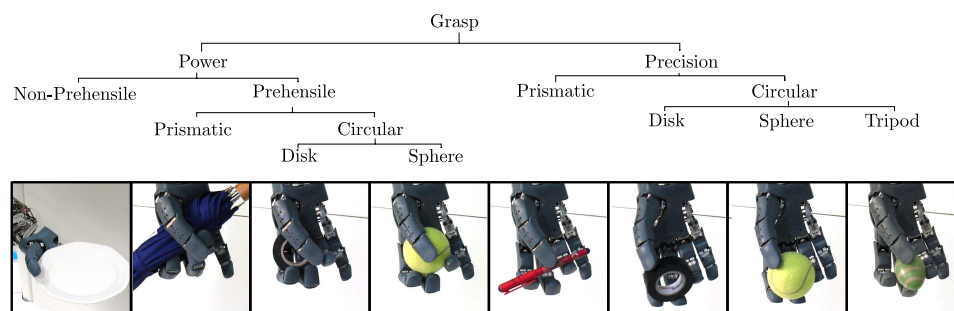 Grasp
Power Precision
Non-Prehensile Prehensile Prismatic Circular
Prismatic Circular Disk Sphere Tripod
Disk Sphere